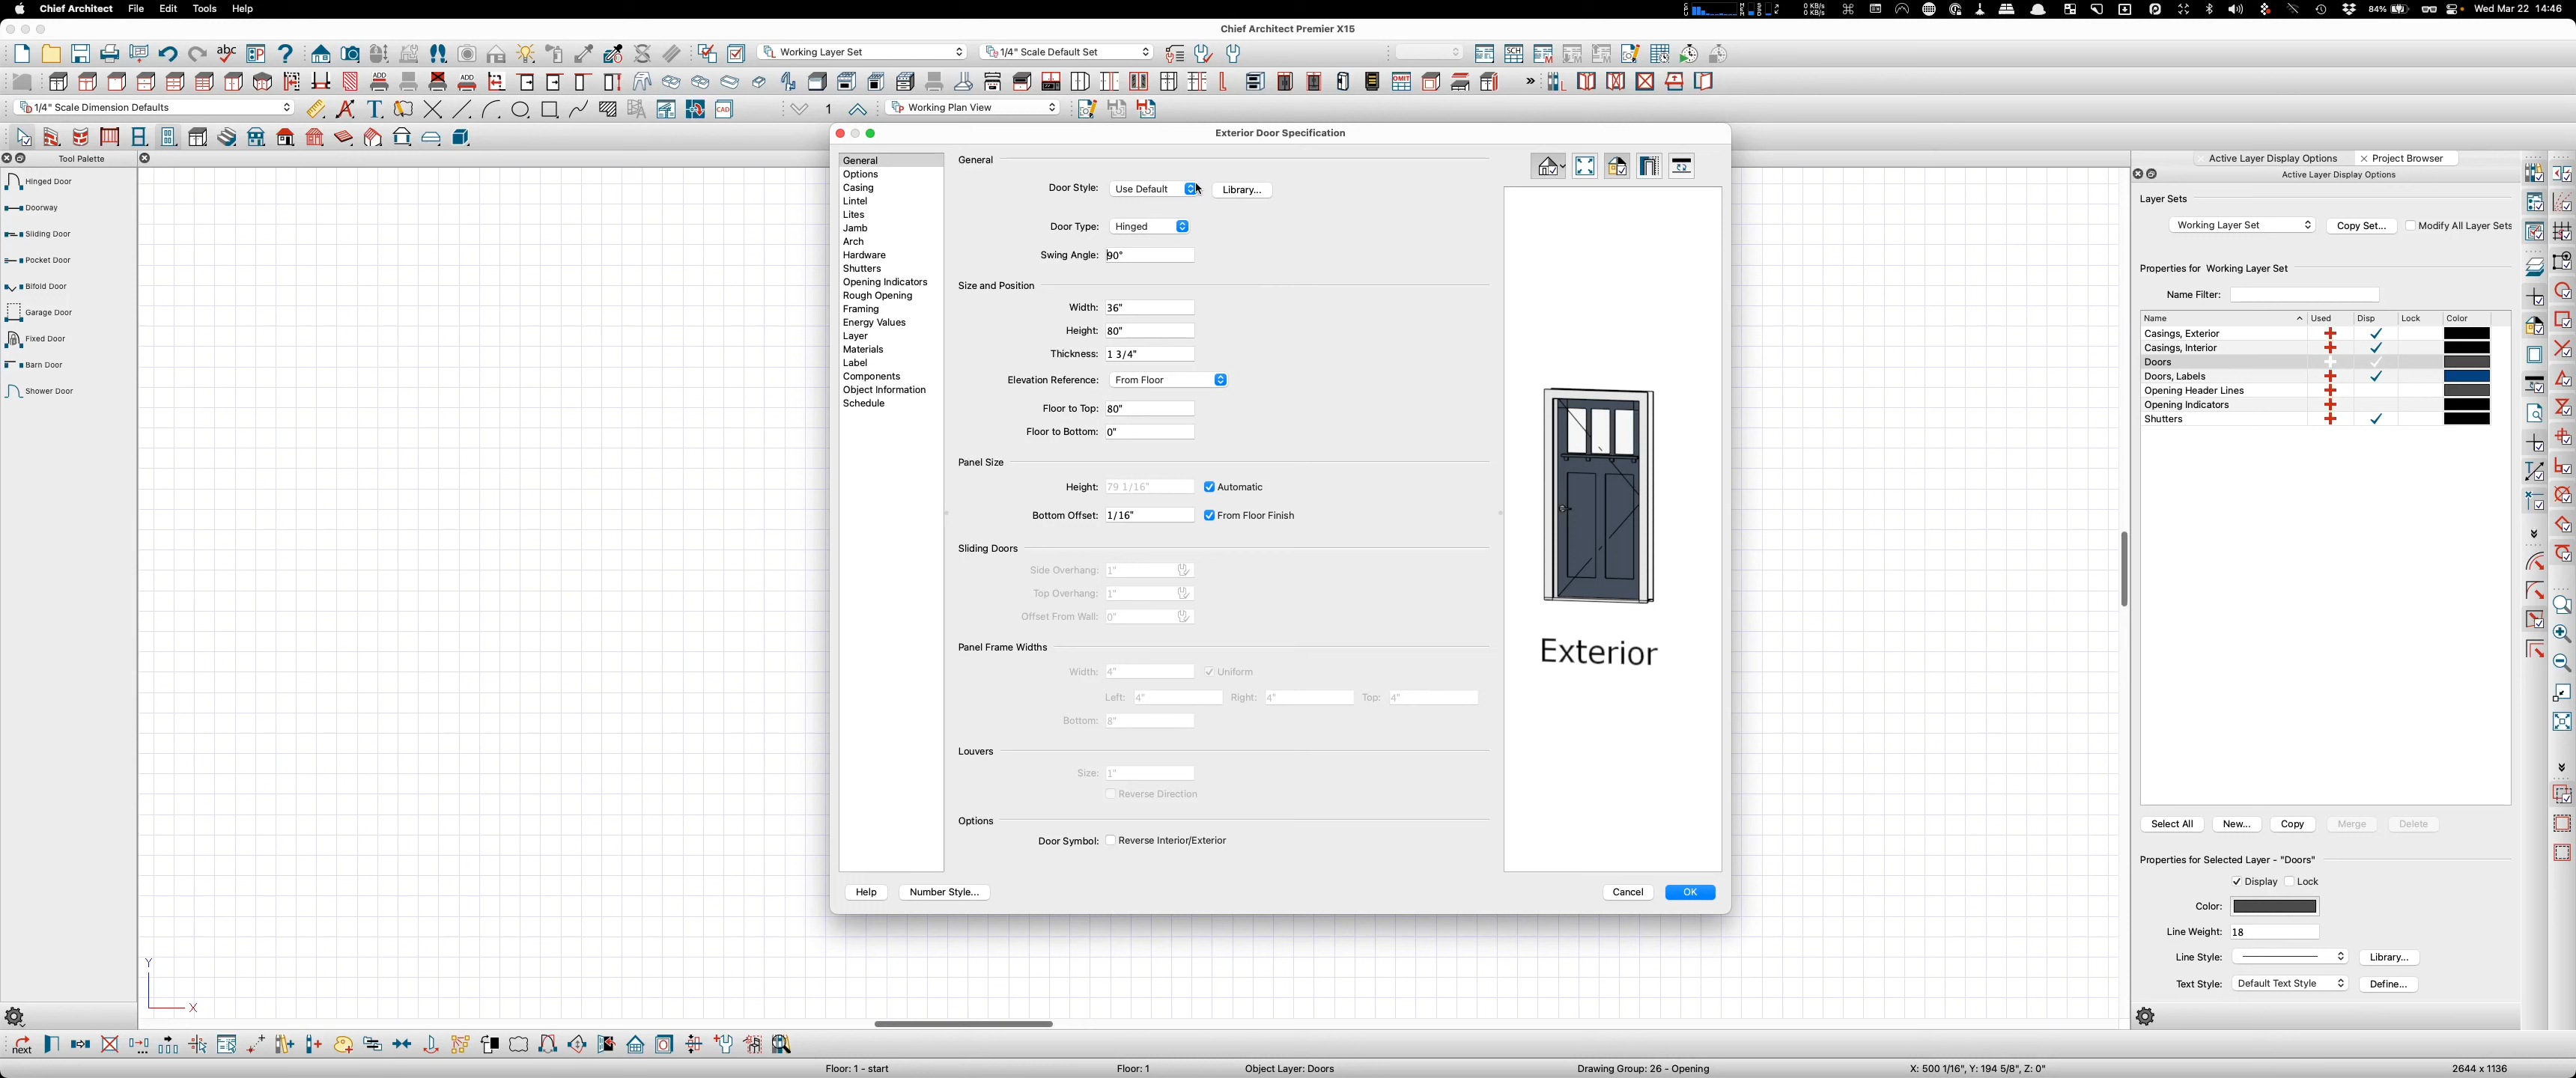 Chief Architect File Edit Tools Help
0 KB/s
0 KB/s
84%
Wed Mar 22 14:46
Chief Architect Premier X15
Working Layer Set
1/4" Scale Default Set
1/4" Scale Dimension Defaults
1
Working Plan View
Tool Palette
Hinged Door
Doorway
Sliding Door
Pocket Door
Bifold Door
Garage Door
Fixed Door
Barn Door
Shower Door
Exterior Door Specification
General
Options
Casing
Lintel
Lites
Jamb
Arch
Hardware
Shutters
Opening Indicators
Rough Opening
Framing
Energy Values
Layer
Materials
Label
Components
Object Information
Schedule
General
Door Style: Use Default Library...
Door Type: Hinged
Swing Angle: 90°
Size and Position
Width: 36"
Height: 80"
Thickness: 1 3/4"
Elevation Reference: From Floor
Floor to Top: 80"
Floor to Bottom: 0"
Panel Size
Height: 79 1/16" Automatic
Bottom Offset: 1/16" From Floor Finish
Sliding Doors
Side Overhang: 1"
Top Overhang: 1"
Offset From Wall: 0"
Panel Frame Widths
Width: 4" Uniform
Left: 4" Right: 4" Top: 4"
Bottom: 8"
Louvers
Size: 1"
Reverse Direction
Options
Door Symbol: Reverse Interior/Exterior
Help Number Style... Cancel OK
Exterior
Active Layer Display Options Project Browser
Active Layer Display Options
Layer Sets
Working Layer Set Copy Set... Modify All Layer Sets
Properties for Working Layer Set
Name Filter:
Name Used Disp Lock Color
Casings, Exterior
Casings, Interior
Doors
Doors, Labels
Opening Header Lines
Opening Indicators
Shutters
Select All New... Copy Merge Delete
Properties for Selected Layer - "Doors"
Display Lock
Color:
Line Weight: 18
Line Style: Library...
Text Style: Default Text Style Define...
next
Floor: 1 - start Floor: 1 Object Layer: Doors Drawing Group: 26 - Opening X: 500 1/16", Y: 194 5/8", Z: 0" 2644 x 1136
Y
X